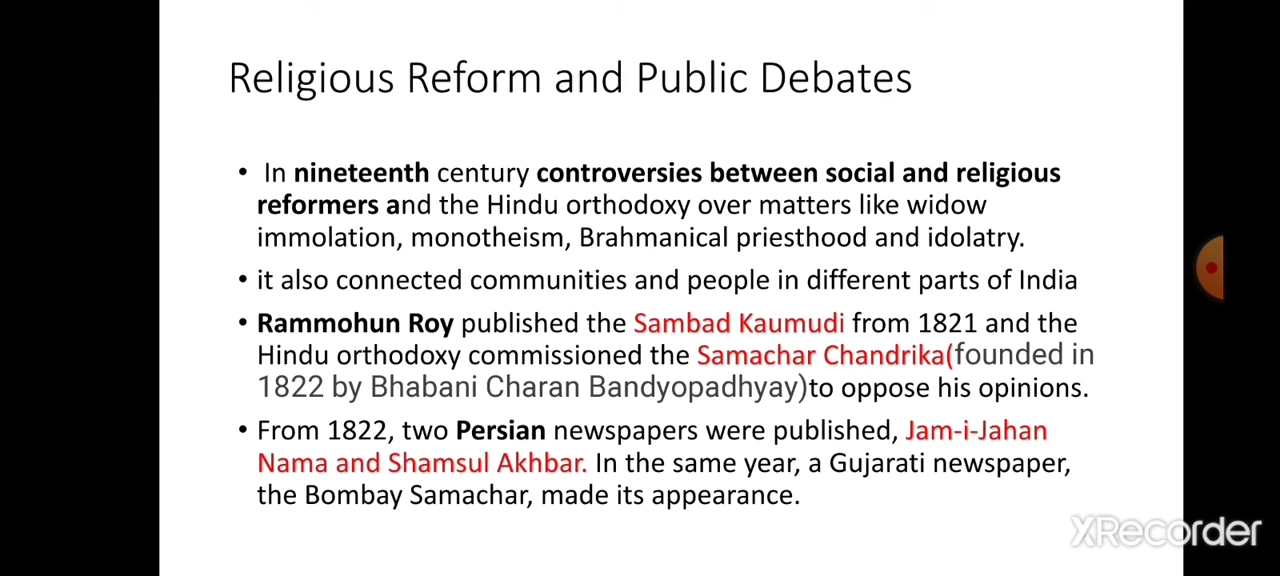 Religious Reform and Public Debates
• In nineteenth century controversies between social and religious
reformers and the Hindu orthodoxy over matters like widow
immolation, monotheism, Brahmanical priesthood and idolatry.
• it also connected communities and people in different parts of India
• Rammohun Roy published the Sambad Kaumudi from 1821 and the
Hindu orthodoxy commissioned the Samachar Chandrika(founded in
1822 by Bhabani Charan Bandyopadhyay)to oppose his opinions.
• From 1822, two Persian newspapers were published, Jam-i-Jahan
Nama and Shamsul Akhbar. In the same year, a Gujarati newspaper,
the Bombay Samachar, made its appearance.
XRecorder